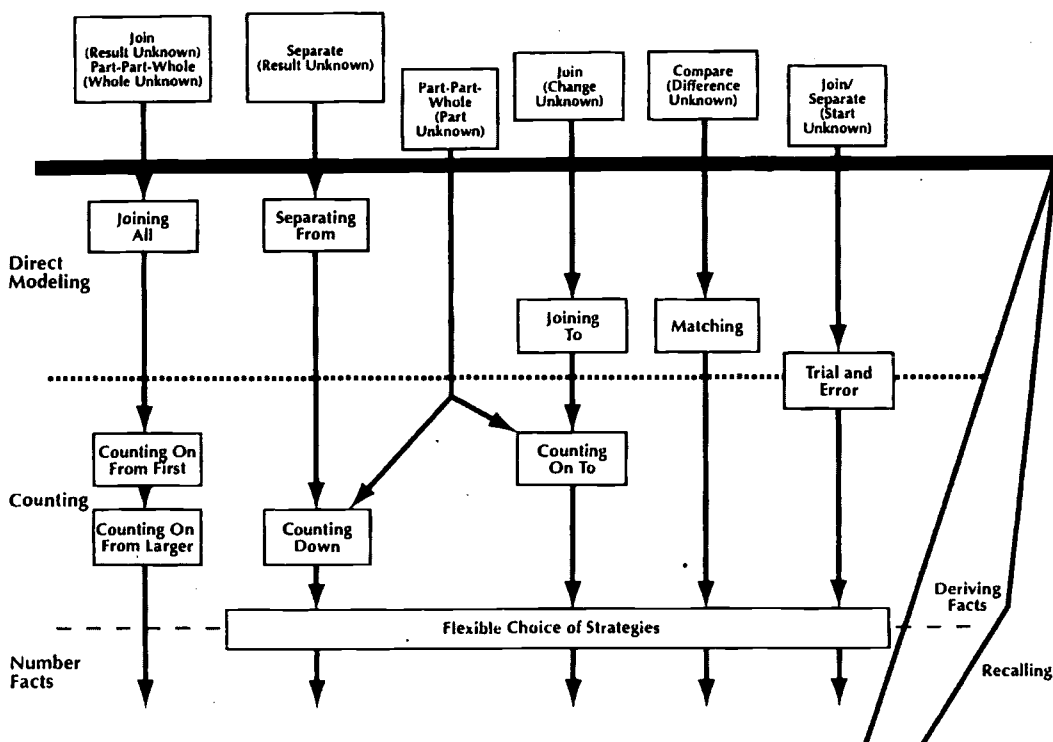 Join
(Result Unknown)
Part-Part-Whole
(Whole Unknown)
Separate
(Result Unknown)
Part-Part-
Whole
(Part
Unknown)
Join
(Change
Unknown)
Compare
(Difference
Unknown)
Join/
Separate
(Start
Unknown)
Joining
All
Separating
From
Direct
Modeling
Joining
To
Matching
Trial and
Error
Counting On
From First
Counting
On To
Counting
Counting On
From Larger
Counting
Down
Deriving
Facts
Flexible Choice of Strategies
Number
Facts
Recalling